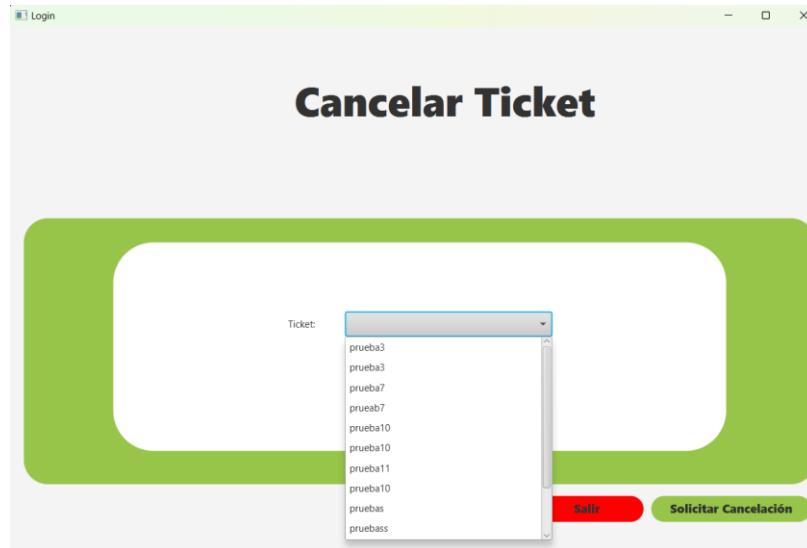 Login
Cancelar Ticket
Ticket:
prueba3
prueba3
prueba7
prueab7
prueba10
prueba10
prueba11
prueba10
pruebas
pruebass
Salir
Solicitar Cancelación